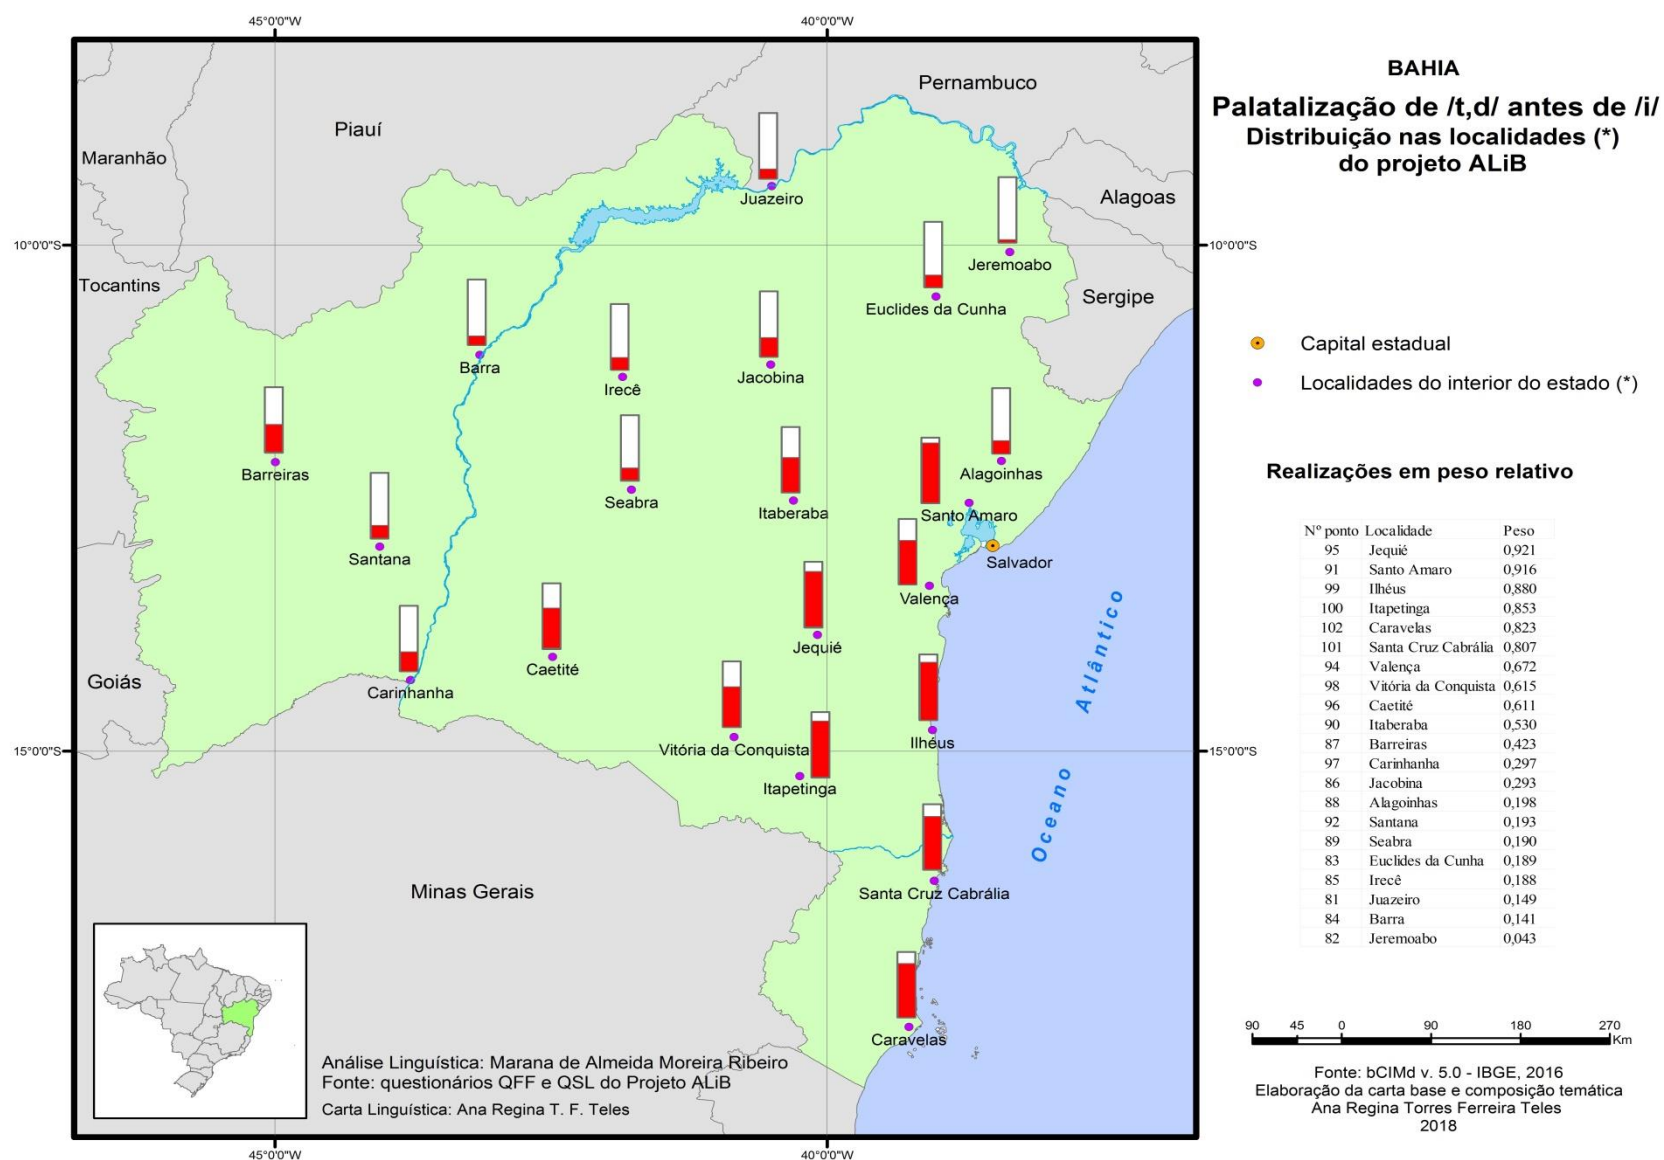 45°0'0"W
40°0'0"W
BAHIA
Palatalização de /t,d/ antes de /i/
Distribuição nas localidades (*)
do projeto ALiB
Pernambuco
Piauí
Maranhão
Juazeiro
Alagoas
10°0'0"S
10°0'0"S
Jeremoabo
Tocantins
Sergipe
Euclides da Cunha
Capital estadual
Barra
Jacobina
Irecê
Localidades do interior do estado (*)
Barreiras
Alagoinhas
Realizações em peso relativo
Seabra
Itaberaba
Santo Amaro
Santana
Salvador
Valença
Jequié
Caetité
Carinhanha
Goiás
Oceano Atlântico
Ilhéus
Vitória da Conquista
15°0'0"S
15°0'0"S
Itapetinga
Minas Gerais
Santa Cruz Cabrália
Caravelas
Nº ponto Localidade Peso
95 Jequié 0,921
91 Santo Amaro 0,916
99 Ilhéus 0,880
100 Itapetinga 0,853
102 Caravelas 0,823
101 Santa Cruz Cabrália 0,807
94 Valença 0,672
98 Vitória da Conquista 0,615
96 Caetité 0,611
90 Itaberaba 0,530
87 Barreiras 0,423
97 Carinhanha 0,297
86 Jacobina 0,293
88 Alagoinhas 0,198
92 Santana 0,193
89 Seabra 0,190
83 Euclides da Cunha 0,189
85 Irecê 0,188
81 Juazeiro 0,149
84 Barra 0,141
82 Jeremoabo 0,043
90 45 0 90 180 270
Km
Análise Linguística: Marana de Almeida Moreira Ribeiro
Fonte: questionários QFF e QSL do Projeto ALiB
Carta Linguística: Ana Regina T. F. Teles
Fonte: bCIMd v. 5.0 - IBGE, 2016
Elaboração da carta base e composição temática
Ana Regina Torres Ferreira Teles
2018
45°0'0"W
40°0'0"W